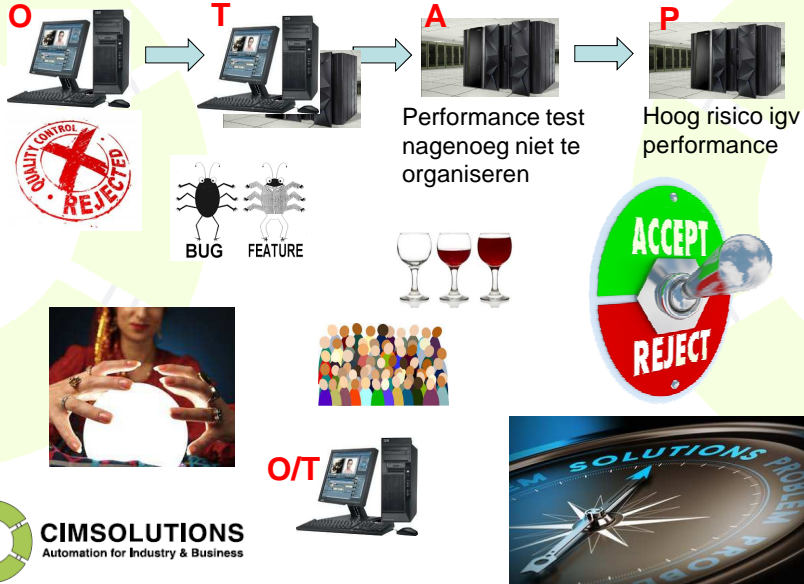 O
T
A
P
Performance test
nagenoeg niet te
organiseren
Hoog risico igv
performance
QUALITY CONTROL
REJECTED
BUG
FEATURE
ACCEPT
REJECT
O/T
SOLUTIONS
PROBLEM
PROBLEM
CIMSOLUTIONS
Automation for Industry & Business